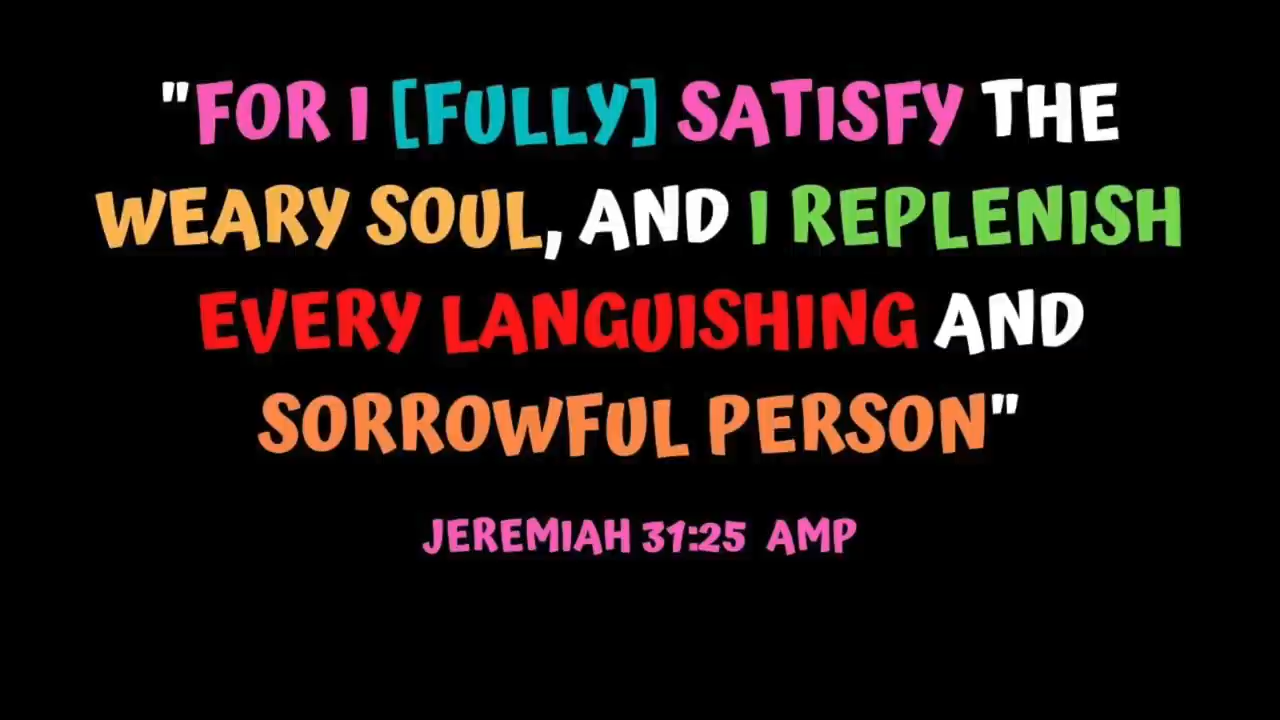 "FOR I [FULLY] SATISFY THE
WEARY SOUL, AND I REPLENISH
EVERY LANGUISHING AND
SORROWFUL PERSON"
JEREMIAH 31:25 AMP